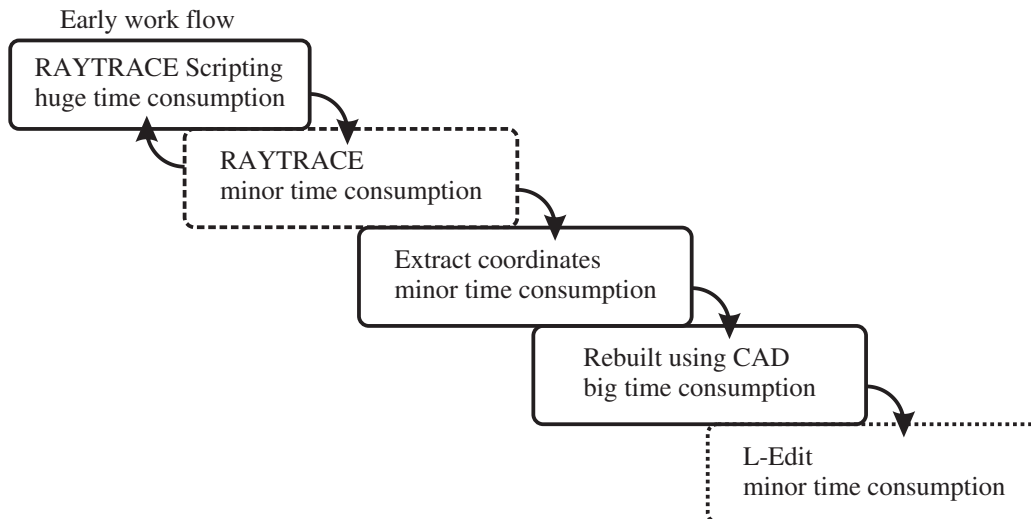 Early work flow
RAYTRACE Scripting
huge time consumption
RAYTRACE
minor time consumption
Extract coordinates
minor time consumption
Rebuilt using CAD
big time consumption
L-Edit
minor time consumption